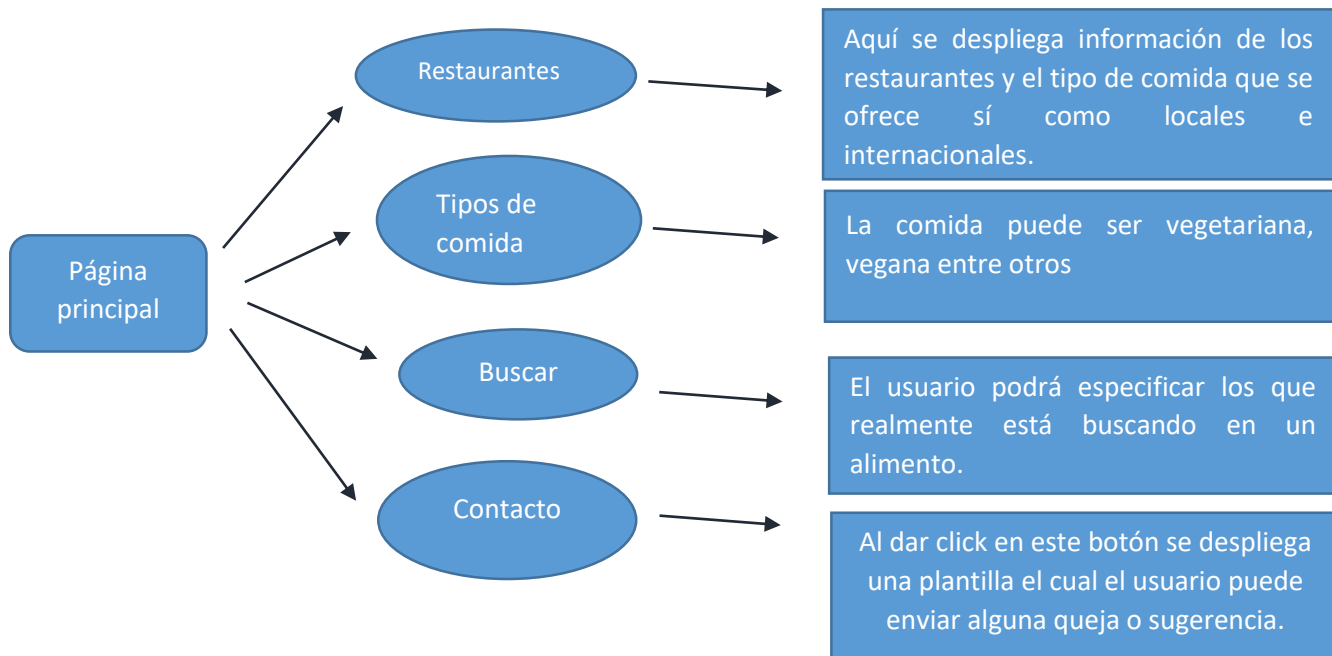 Página
principal
Restaurantes
Aquí se despliega información de los
restaurantes y el tipo de comida que se
ofrece sí como locales e
internacionales.
Tipos de
comida
La comida puede ser vegetariana,
vegana entre otros
Buscar
El usuario podrá especificar los que
realmente está buscando en un
alimento.
Contacto
Al dar click en este botón se despliega
una plantilla el cual el usuario puede
enviar alguna queja o sugerencia.